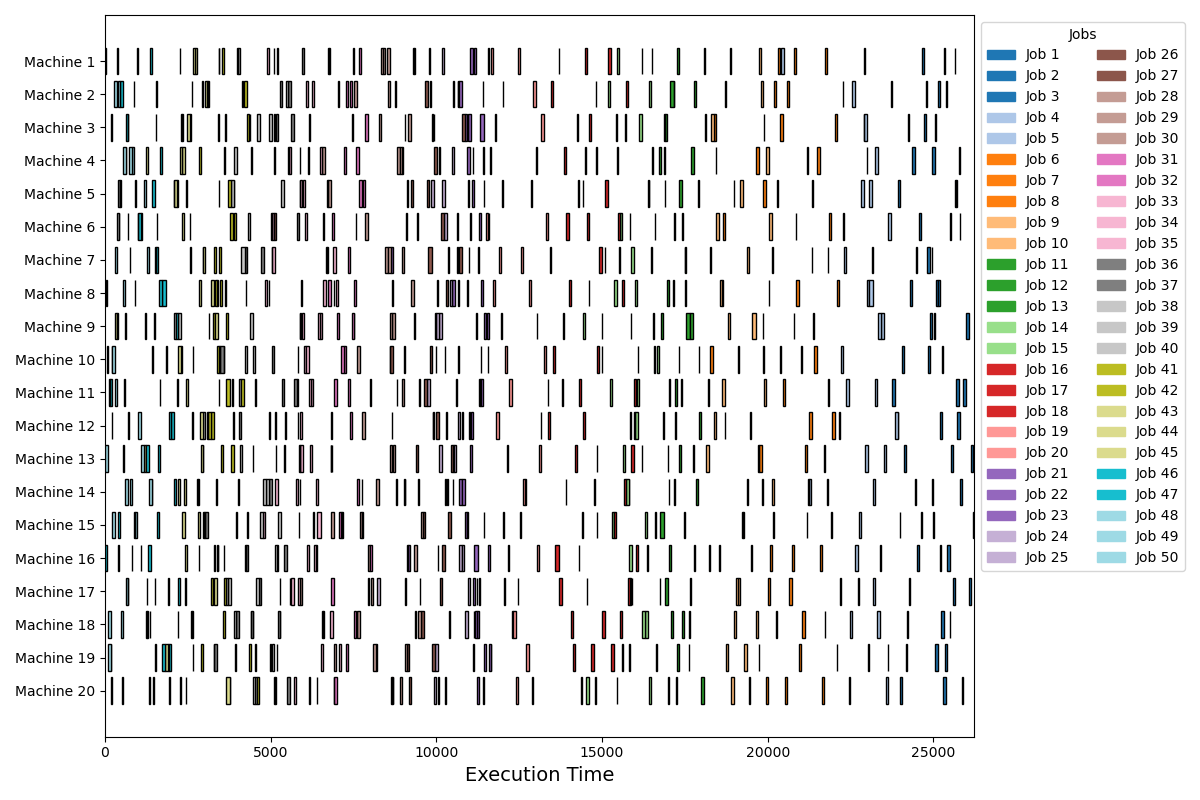 Machine 1
Machine 2
Machine 3
Machine 4
Machine 5
Machine 6
Machine 7
Machine 8
Machine 9
Machine 10
Machine 11
Machine 12
Machine 13
Machine 14
Machine 15
Machine 16
Machine 17
Machine 18
Machine 19
Machine 20
0 5000 10000 15000 20000 25000
Execution Time
Jobs
Job 1 Job 26
Job 2 Job 27
Job 3 Job 28
Job 4 Job 29
Job 5 Job 30
Job 6 Job 31
Job 7 Job 32
Job 8 Job 33
Job 9 Job 34
Job 10 Job 35
Job 11 Job 36
Job 12 Job 37
Job 13 Job 38
Job 14 Job 39
Job 15 Job 40
Job 16 Job 41
Job 17 Job 42
Job 18 Job 43
Job 19 Job 44
Job 20 Job 45
Job 21 Job 46
Job 22 Job 47
Job 23 Job 48
Job 24 Job 49
Job 25 Job 50